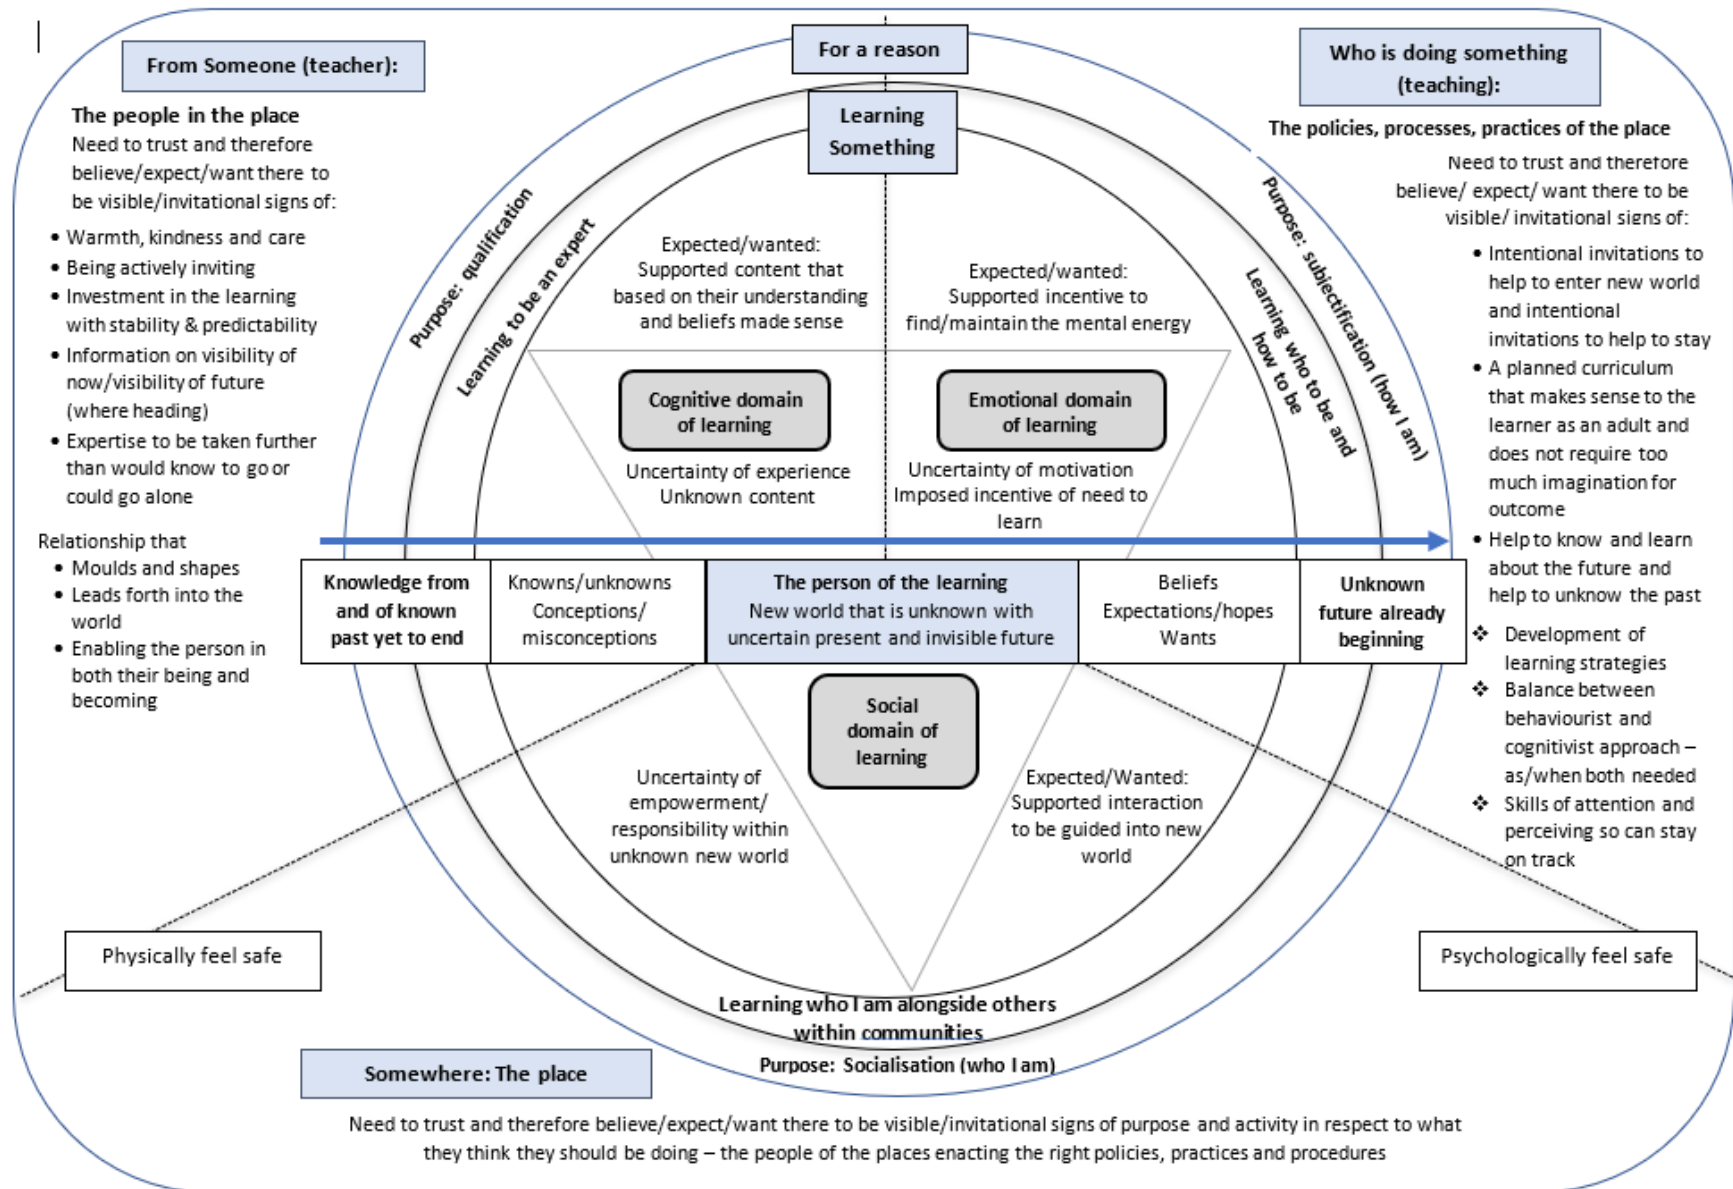 For a reason
From Someone (teacher):
The people in the place
Need to trust and therefore
believe/expect/want there to
be visible/invitational signs of:
• Warmth, kindness and care
• Being actively inviting
• Investment in the learning
with stability & predictability
• Information on visibility of
now/visibility of future
(where heading)
• Expertise to be taken further
than would know to go or
could go alone
Relationship that
• Moulds and shapes
• Leads forth into the
world
• Enabling the person in
both their being and
becoming
Learning
Something
Purpose: qualification
Learning to be an expert
Expected/wanted:
Supported content that
based on their understanding
and beliefs made sense
Cognitive domain
of learning
Uncertainty of experience
Unknown content
Expected/wanted:
Supported incentive to
find/maintain the mental energy
Emotional domain
of learning
Uncertainty of motivation
Imposed incentive of need to
learn
Purpose: subjectification (how I am)
Learning who to be and
how to be
Who is doing something
(teaching):
The policies, processes, practices of the place
Need to trust and therefore
believe/ expect/ want there to be
visible/ invitational signs of:
• Intentional invitations to
help to enter new world
and intentional
invitations to help to stay
• A planned curriculum
that makes sense to the
learner as an adult and
does not require too
much imagination for
outcome
• Help to know and learn
about the future and
help to unknow the past
❖ Development of
learning strategies
❖ Balance between
behaviourist and
cognitivist approach –
as/when both needed
❖ Skills of attention and
perceiving so can stay
on track
Knowledge from
and of known
past yet to end
Knowns/unknowns
Conceptions/
misconceptions
The person of the learning
New world that is unknown with
uncertain present and invisible future
Beliefs
Expectations/hopes
Wants
Unknown
future already
beginning
Social
domain of
learning
Uncertainty of
empowerment/
responsibility within
unknown new world
Expected/Wanted:
Supported interaction
to be guided into new
world
Physically feel safe
Psychologically feel safe
Learning who I am alongside others
within communities
Purpose: Socialisation (who I am)
Somewhere: The place
Need to trust and therefore believe/expect/want there to be visible/invitational signs of purpose and activity in respect to what
they think they should be doing – the people of the places enacting the right policies, practices and procedures